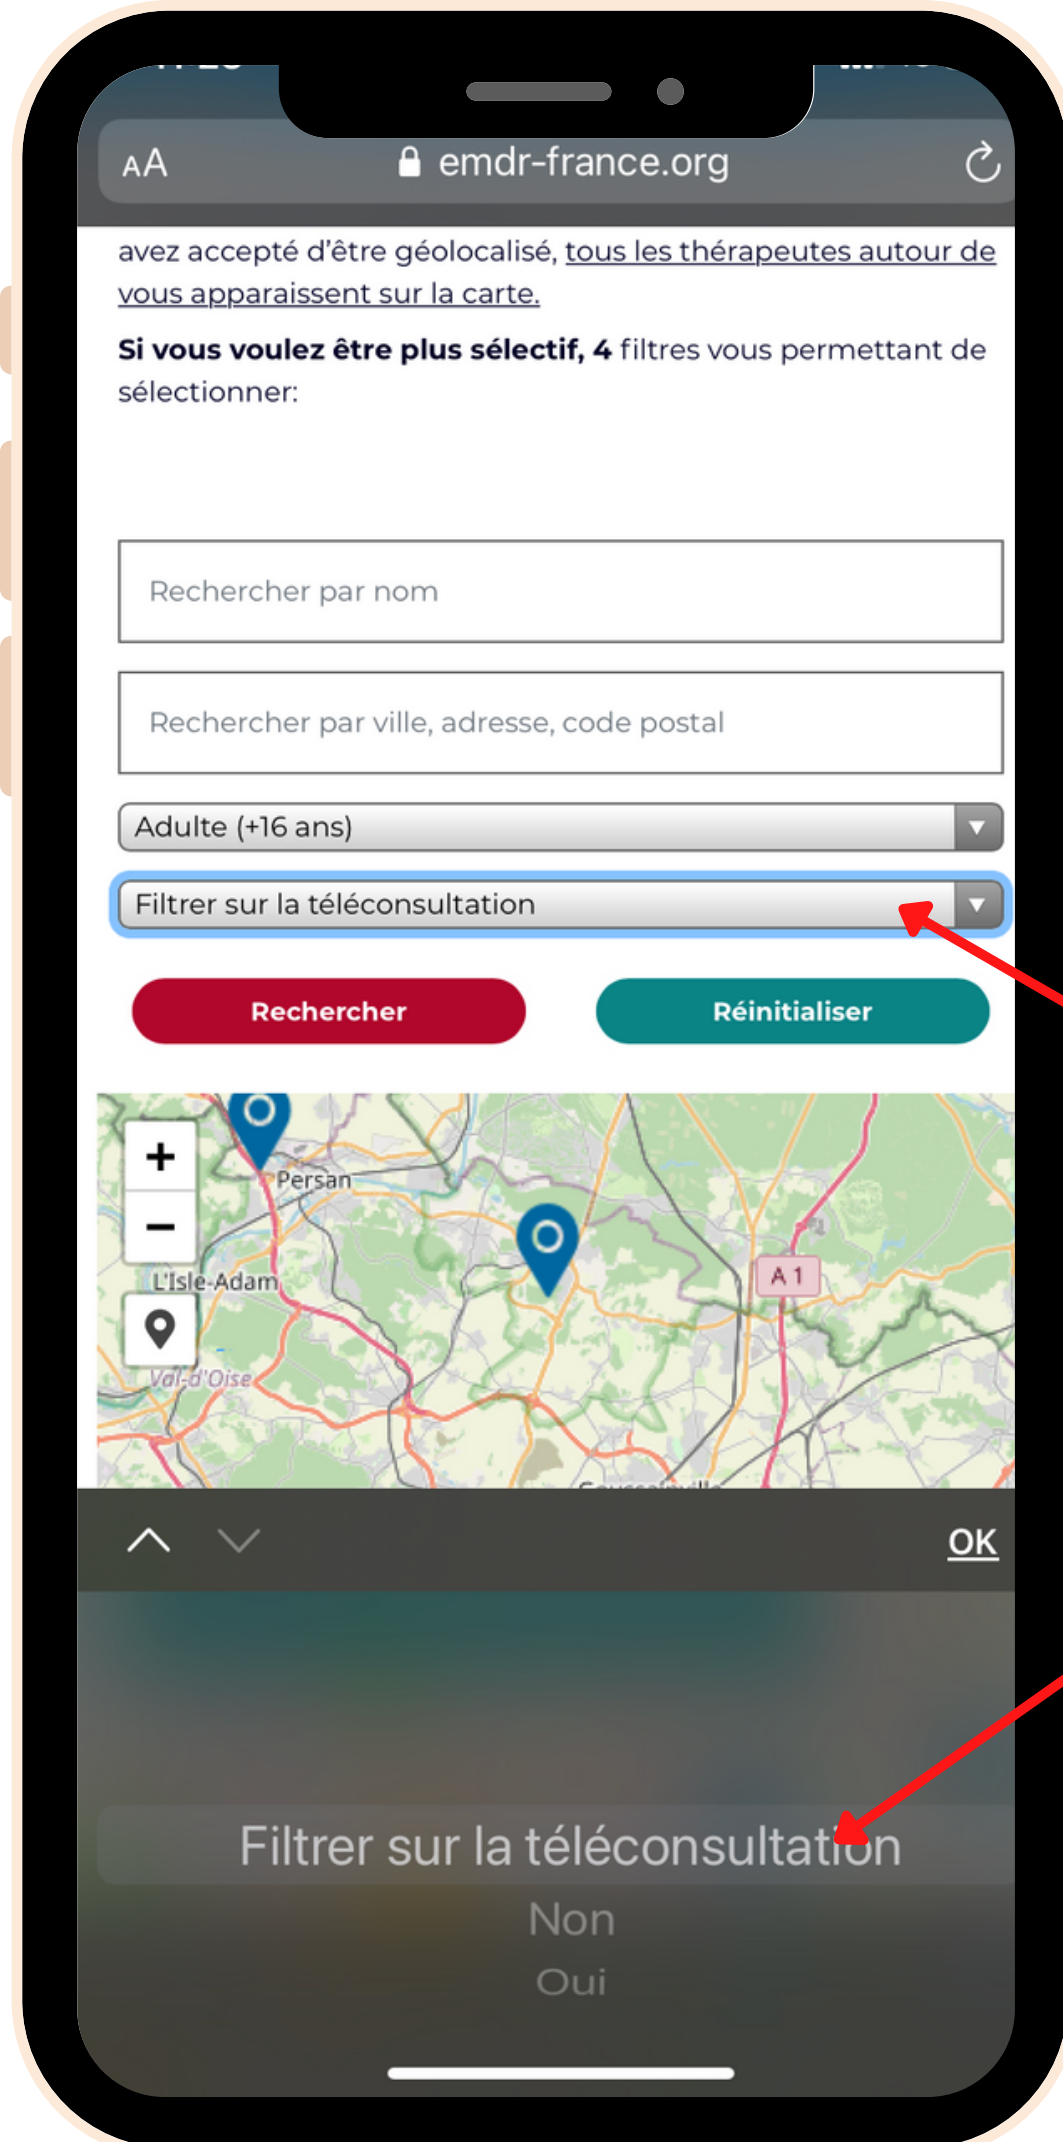 AA
emdr-france.org
avez accepté d'être géolocalisé, tous les thérapeutes autour de
vous apparaissent sur la carte.
Si vous voulez être plus sélectif, 4 filtres vous permettant de
sélectionner:
Rechercher par nom
Rechercher par ville, adresse, code postal
Adulte (+16 ans)
Filtrer sur la téléconsultation
Rechercher
Réinitialiser
+
Persan
−
A 1
L'Isle-Adam
Val-d'Oise
OK
Filtrer sur la téléconsultation
Non
Oui